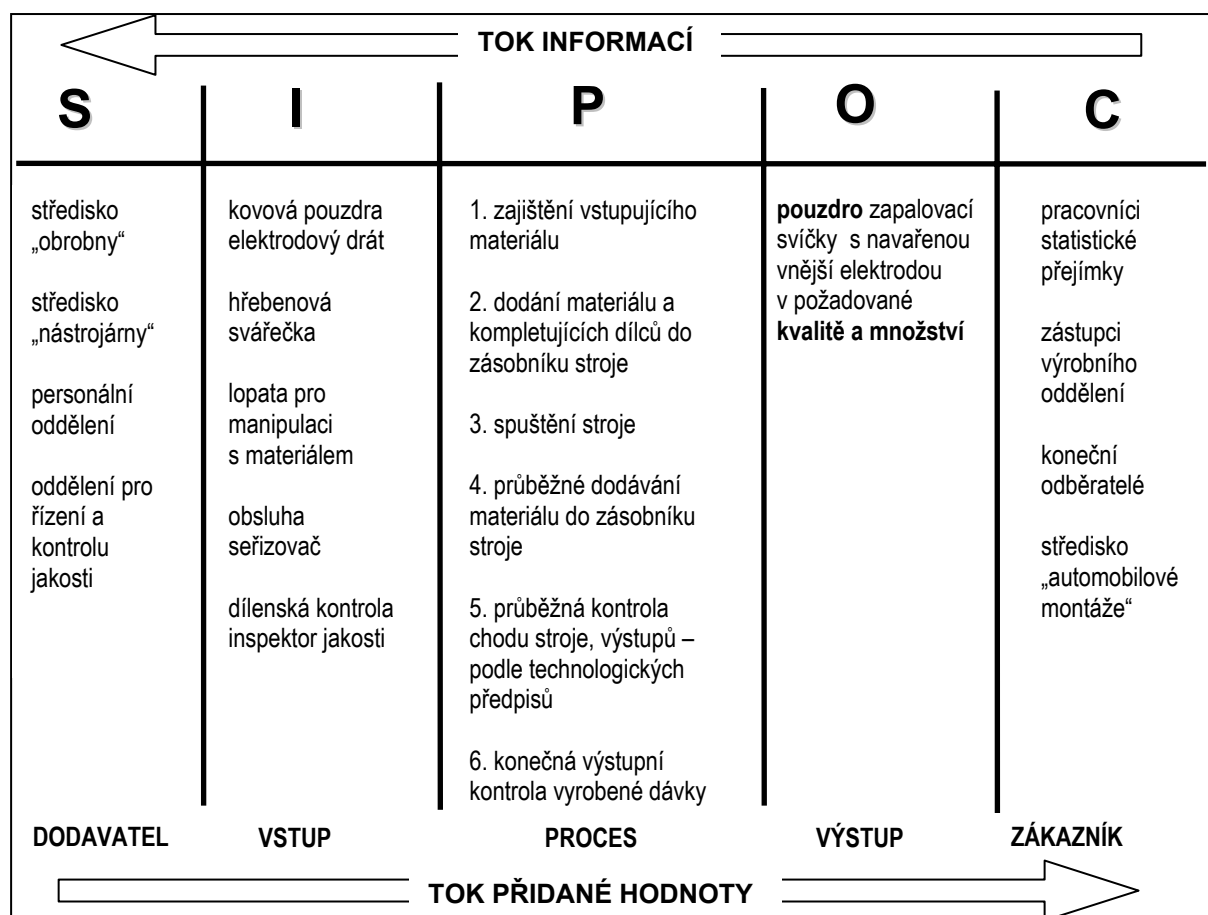 TOK INFORMACÍ
S
I
P
O
C
středisko
„obrobny“
středisko
„nástrojárny“
personální
oddělení
oddělení pro
řízení a
kontrolu
jakosti
kovová pouzdra
elektrodový drát
hřebenová
svářečka
lopata pro
manipulaci
s materiálem
obsluha
seřizovač
dílenská kontrola
inspektor jakosti
1. zajištění vstupujícího
materiálu
2. dodání materiálu a
kompletujících dílců do
zásobníku stroje
3. spuštění stroje
4. průběžné dodávání
materiálu do zásobníku
stroje
5. průběžná kontrola
chodu stroje, výstupů –
podle technologických
předpisů
6. konečná výstupní
kontrola vyrobené dávky
pouzdro zapalovací
svíčky s navařenou
vnější elektrodou
v požadované
kvalitě a množství
pracovníci
statistické
přejímky
zástupci
výrobního
oddělení
koneční
odběratelé
středisko
„automobilové
montáže“
DODAVATEL
VSTUP
PROCES
VÝSTUP
ZÁKAZNÍK
TOK PŘIDANÉ HODNOTY